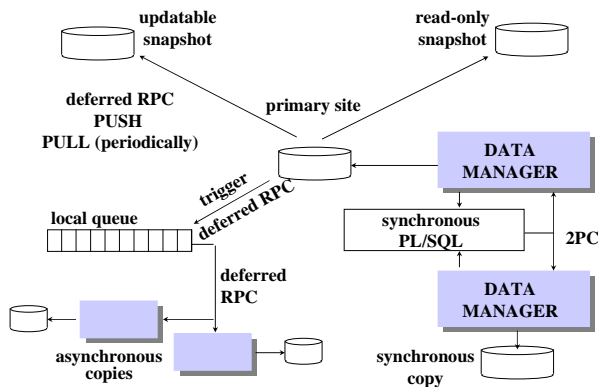 updatable
snapshot
read-only
snapshot
deferred RPC
PUSH
PULL (periodically)
primary site
DATA
MANAGER
trigger
deferred RPC
local queue
synchronous
PL/SQL
2PC
deferred
RPC
DATA
MANAGER
asynchronous
copies
synchronous
copy